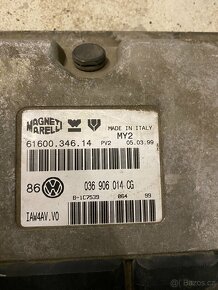 MAGNETI
MARELLI
MADE IN ITALY
MY2
61600.346.14 PV2 05.03.99
86 VW 036 906 014 CG
B-1C7539 064 99
IAW4AV.V0